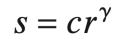 s = cr^γ